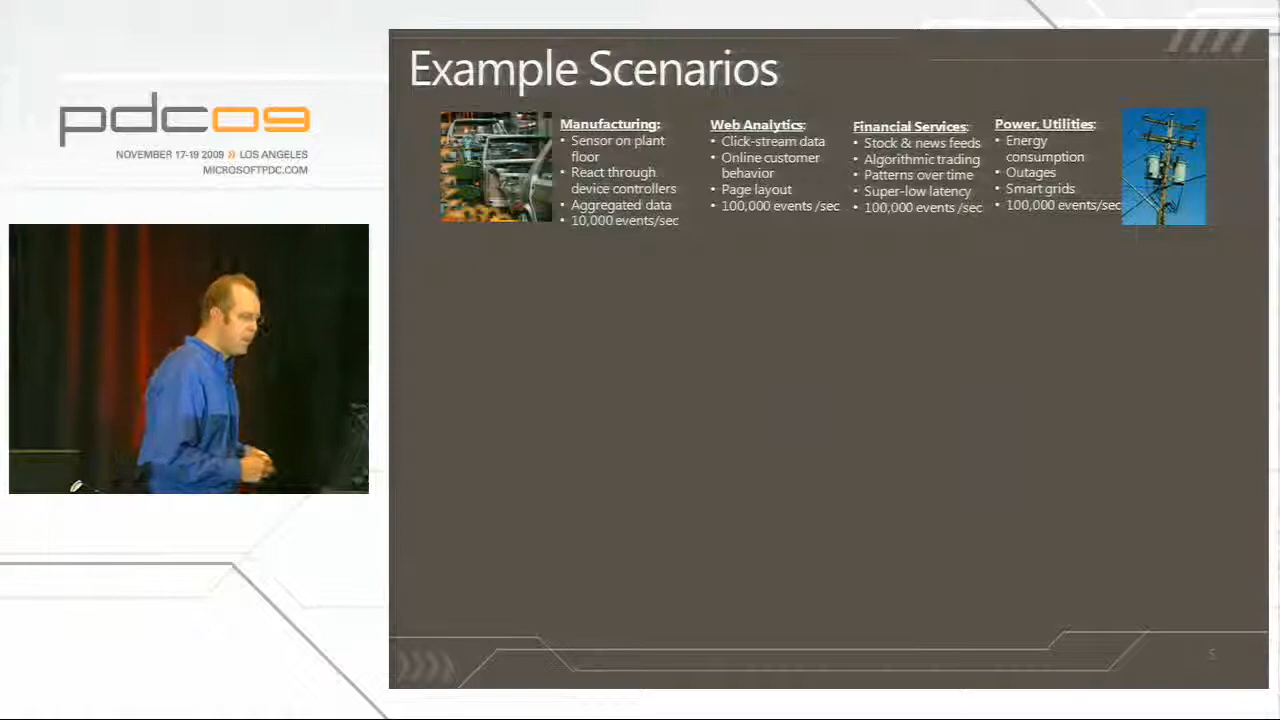 pdc09
NOVEMBER 17-19 2009 » LOS ANGELES
MICROSOFTPDC.COM
Example Scenarios
Manufacturing:
• Sensor on plant
floor
• React through
device controllers
• Aggregated data
• 10,000 events/sec
Web Analytics:
• Click-stream data
• Online customer
behavior
• Page layout
• 100,000 events /sec
Financial Services:
• Stock & news feeds
• Algorithmic trading
• Patterns over time
• Super-low latency
• 100,000 events /sec
Power, Utilities:
• Energy
consumption
• Outages
• Smart grids
• 100,000 events/sec
5